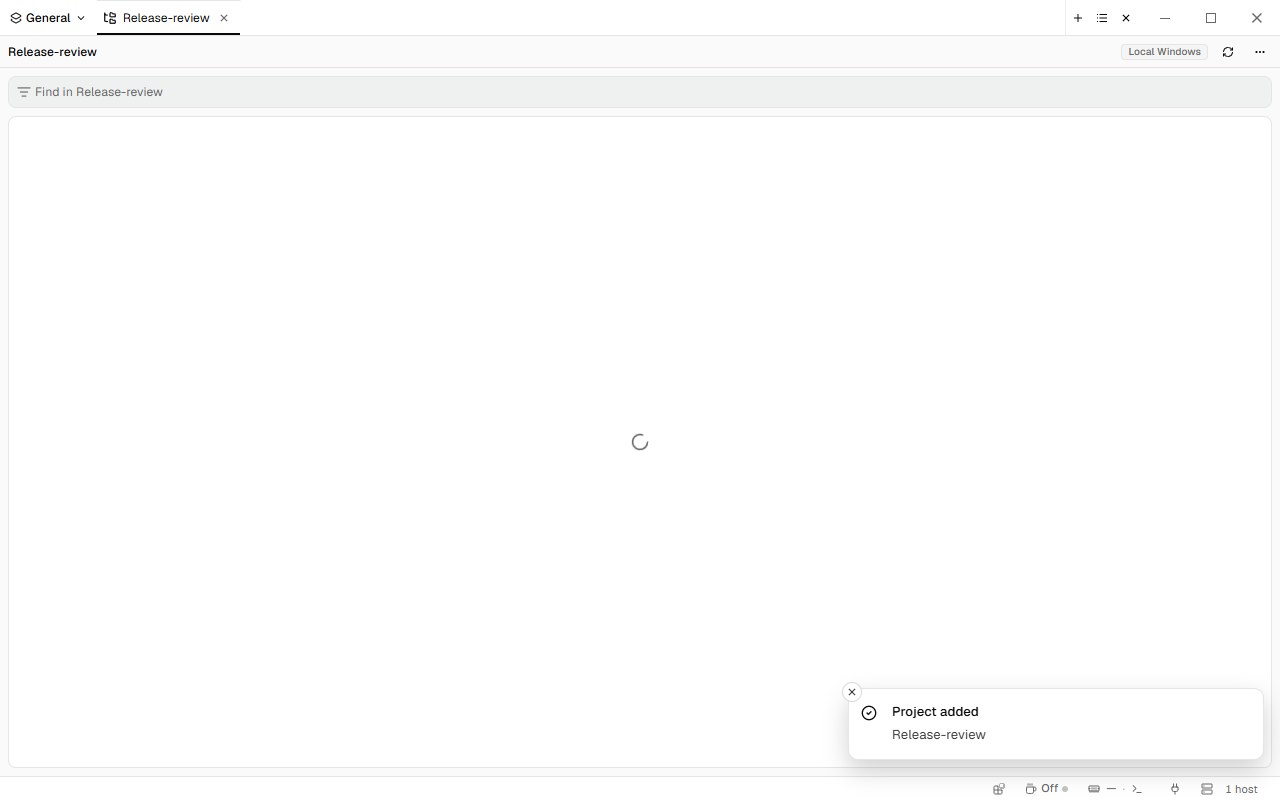 General
Release-review
Release-review
Local Windows
Find in Release-review
Project added
Release-review
Off
1 host